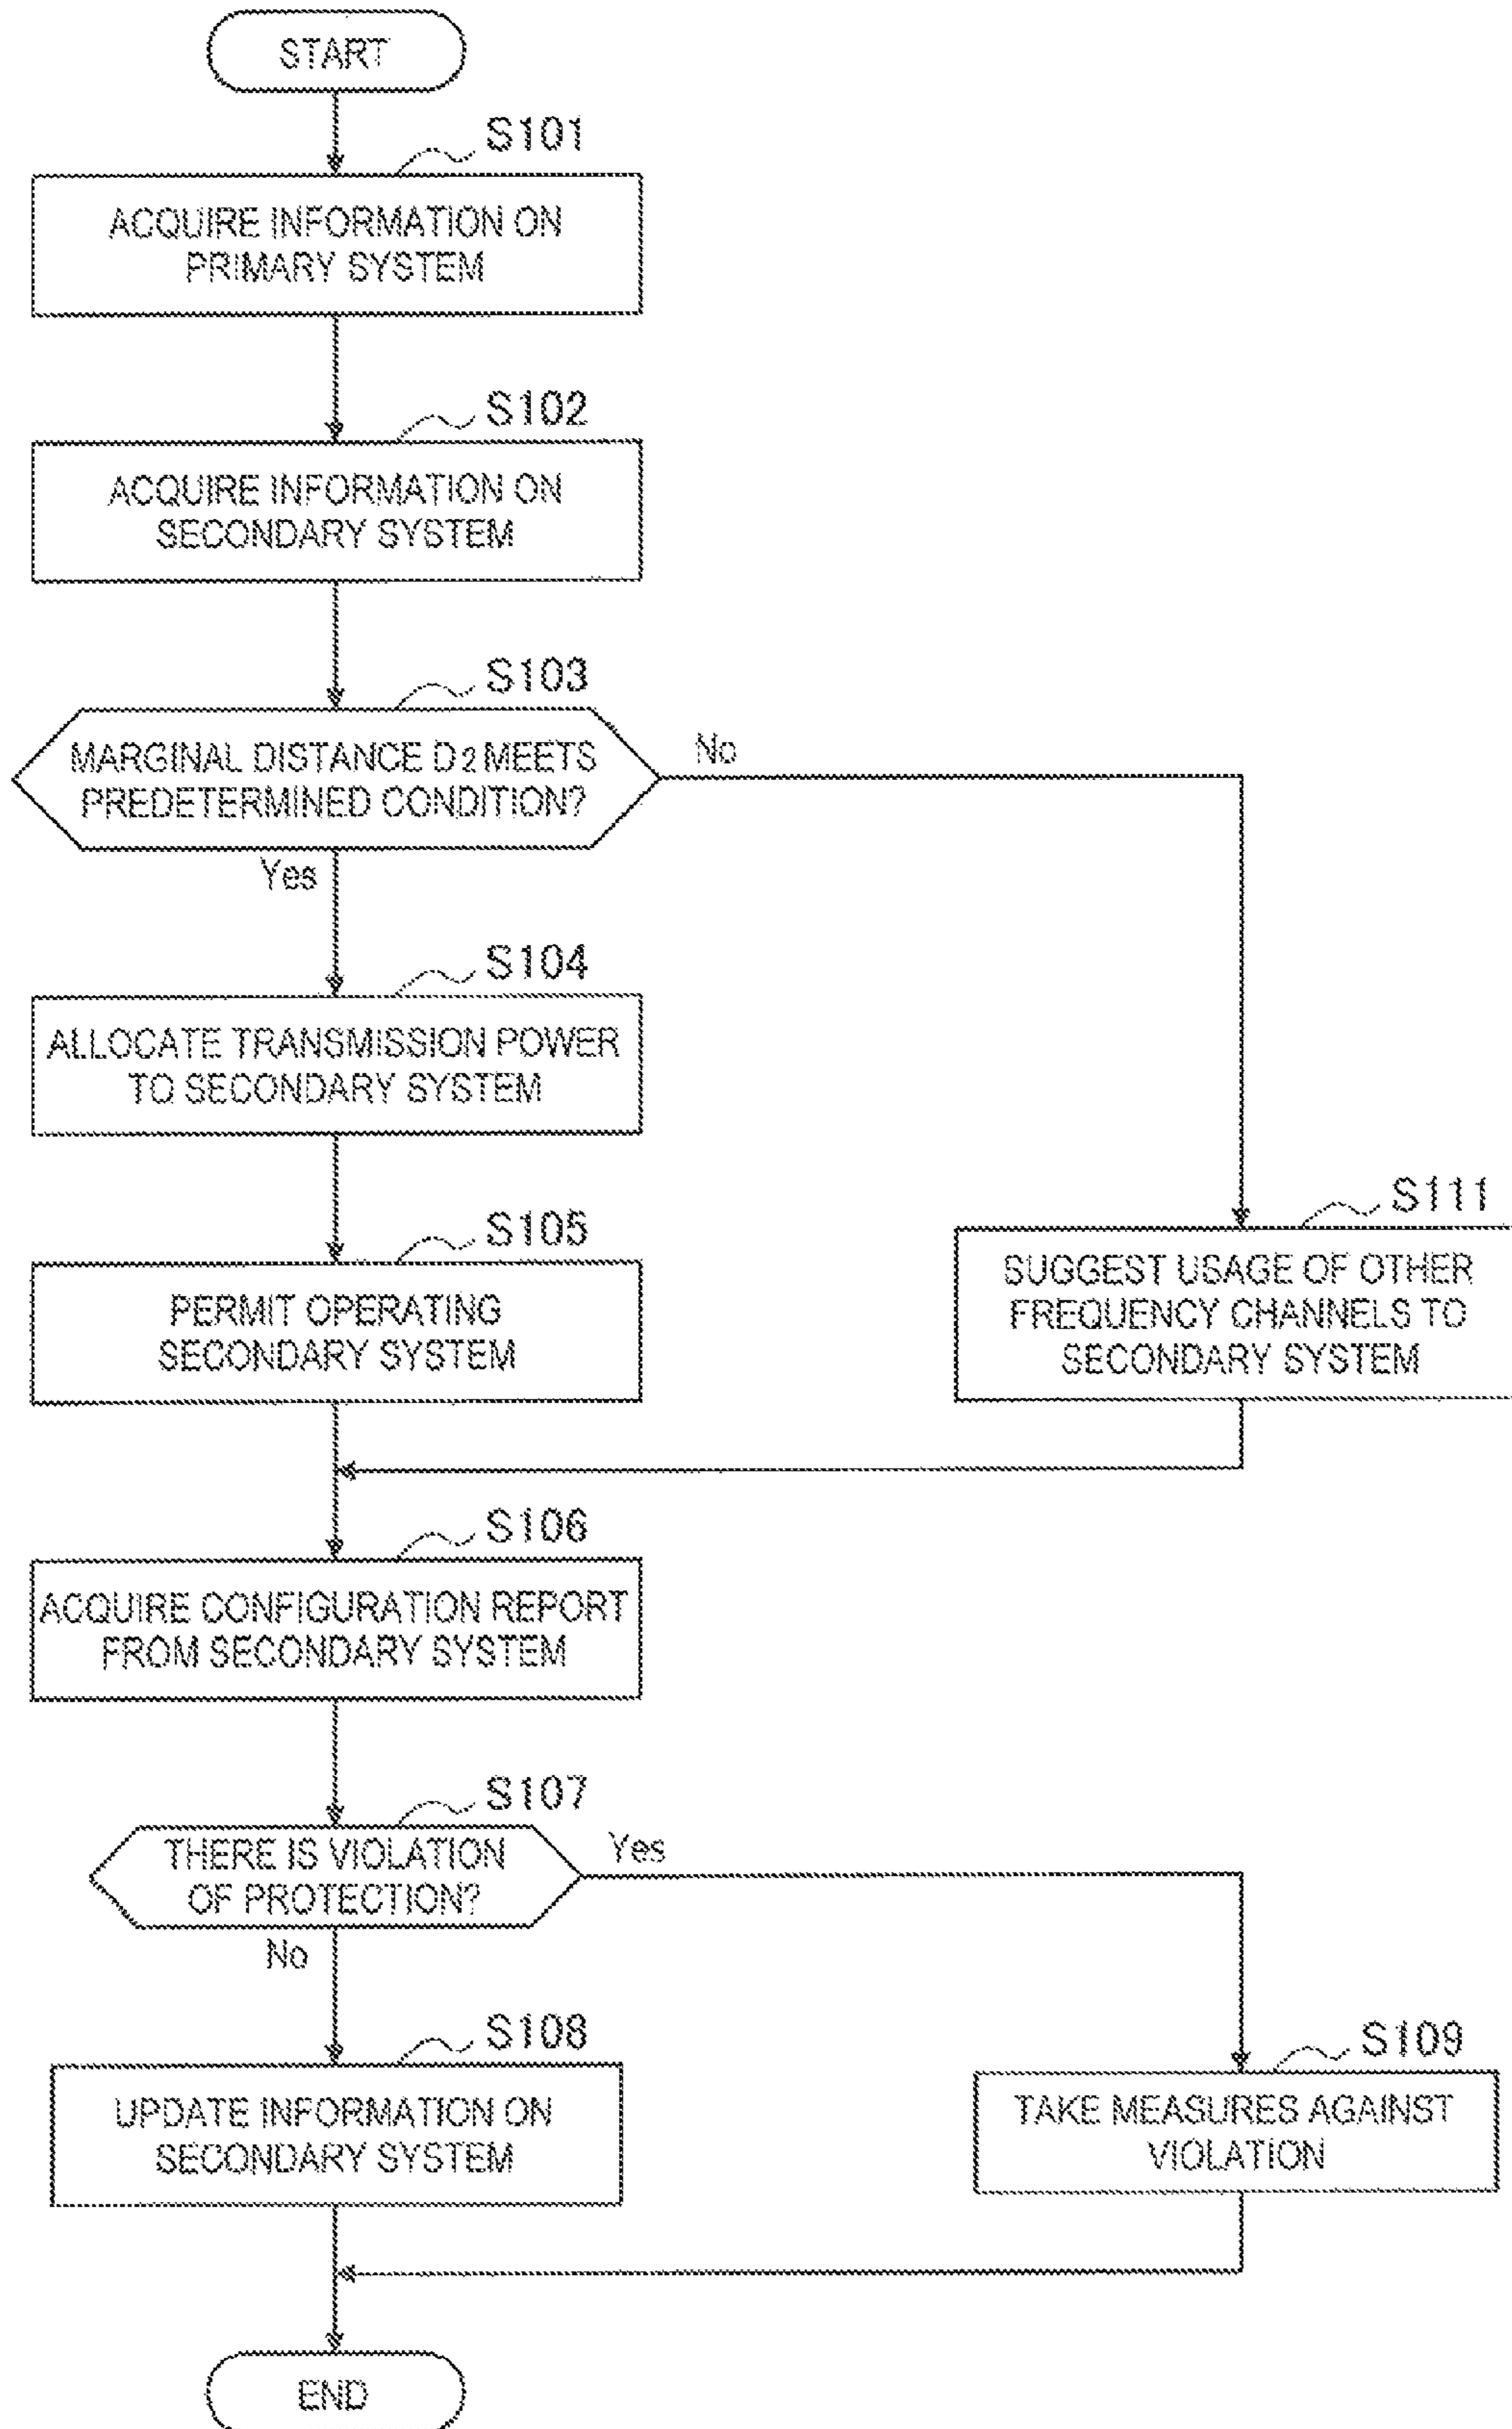 START
S101
ACQUIRE INFORMATION ON
PRIMARY SYSTEM
S102
ACQUIRE INFORMATION ON
SECONDARY SYSTEM
S103
MARGINAL DISTANCE D2 MEETS
PREDETERMINED CONDITION?
No
Yes
S104
ALLOCATE TRANSMISSION POWER
TO SECONDARY SYSTEM
S105
PERMIT OPERATING
SECONDARY SYSTEM
S111
SUGGEST USAGE OF OTHER
FREQUENCY CHANNELS TO
SECONDARY SYSTEM
S106
ACQUIRE CONFIGURATION REPORT
FROM SECONDARY SYSTEM
S107
THERE IS VIOLATION
OF PROTECTION?
Yes
No
S108
UPDATE INFORMATION ON
SECONDARY SYSTEM
S109
TAKE MEASURES AGAINST
VIOLATION
END